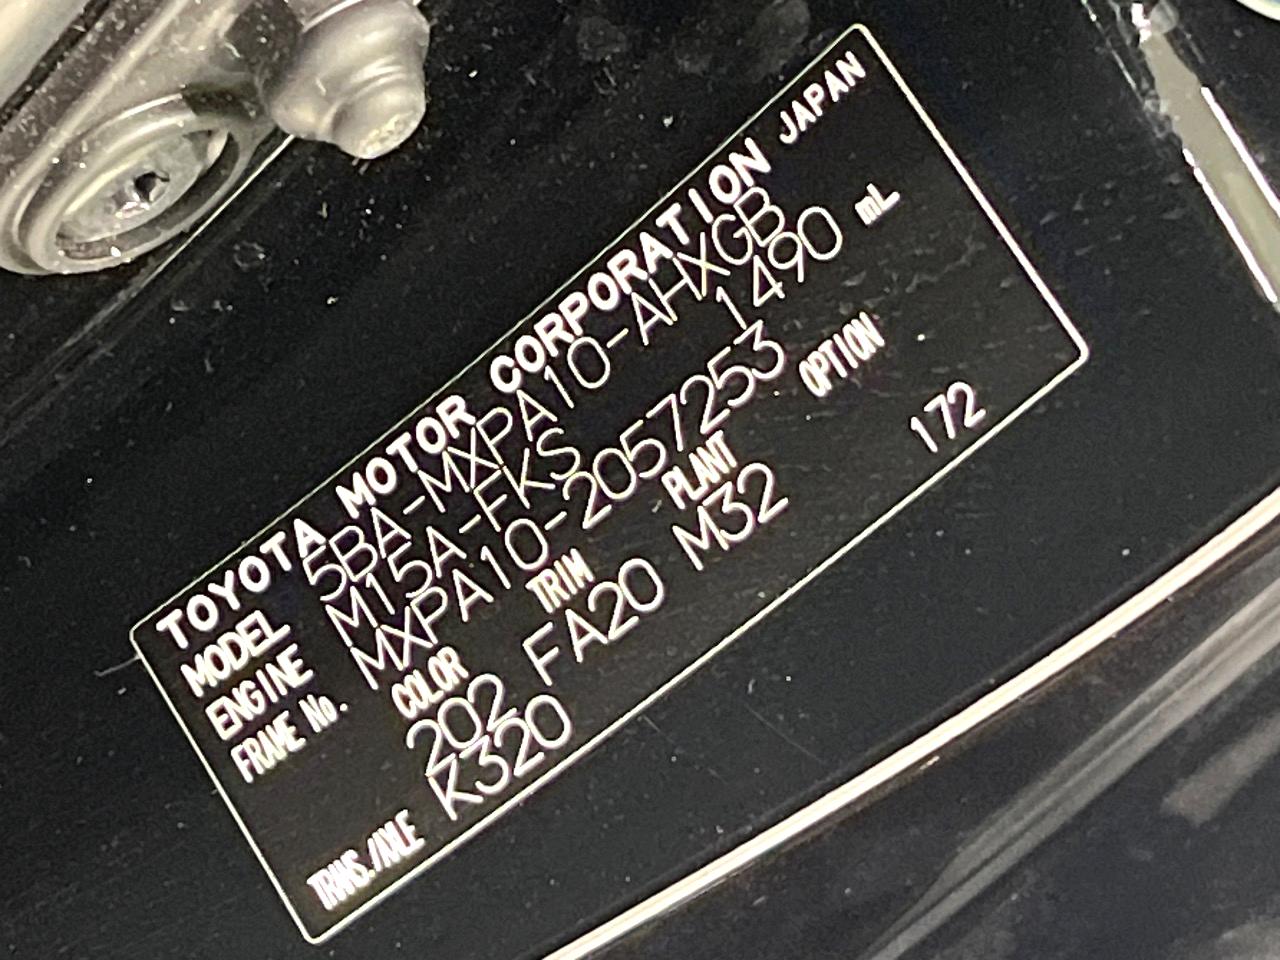 TOYOTA MOTOR CORPORATION JAPAN
MODEL 5BA-MXPA10-AHXGB
ENGINE M15A-FKS 1490 mL
FRAME No. MXPA10-2057253
COLOR TRIM PLANT OPTION
202 FA20 M32 172
TRANS./AXLE K320